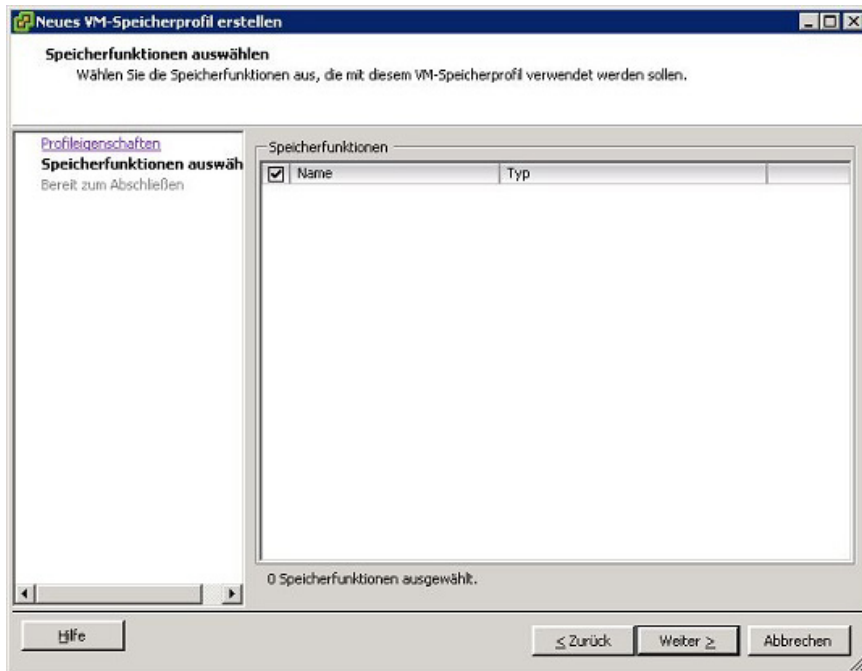 Neues VM-Speicherprofil erstellen
Speicherfunktionen auswählen
Wählen Sie die Speicherfunktionen aus, die mit diesem VM-Speicherprofil verwendet werden sollen.
Profileigenschaften
Speicherfunktionen auswäh
Bereit zum Abschließen
Speicherfunktionen
Name Typ
0 Speicherfunktionen ausgewählt.
Hilfe
≤ Zurück Weiter ≥ Abbrechen